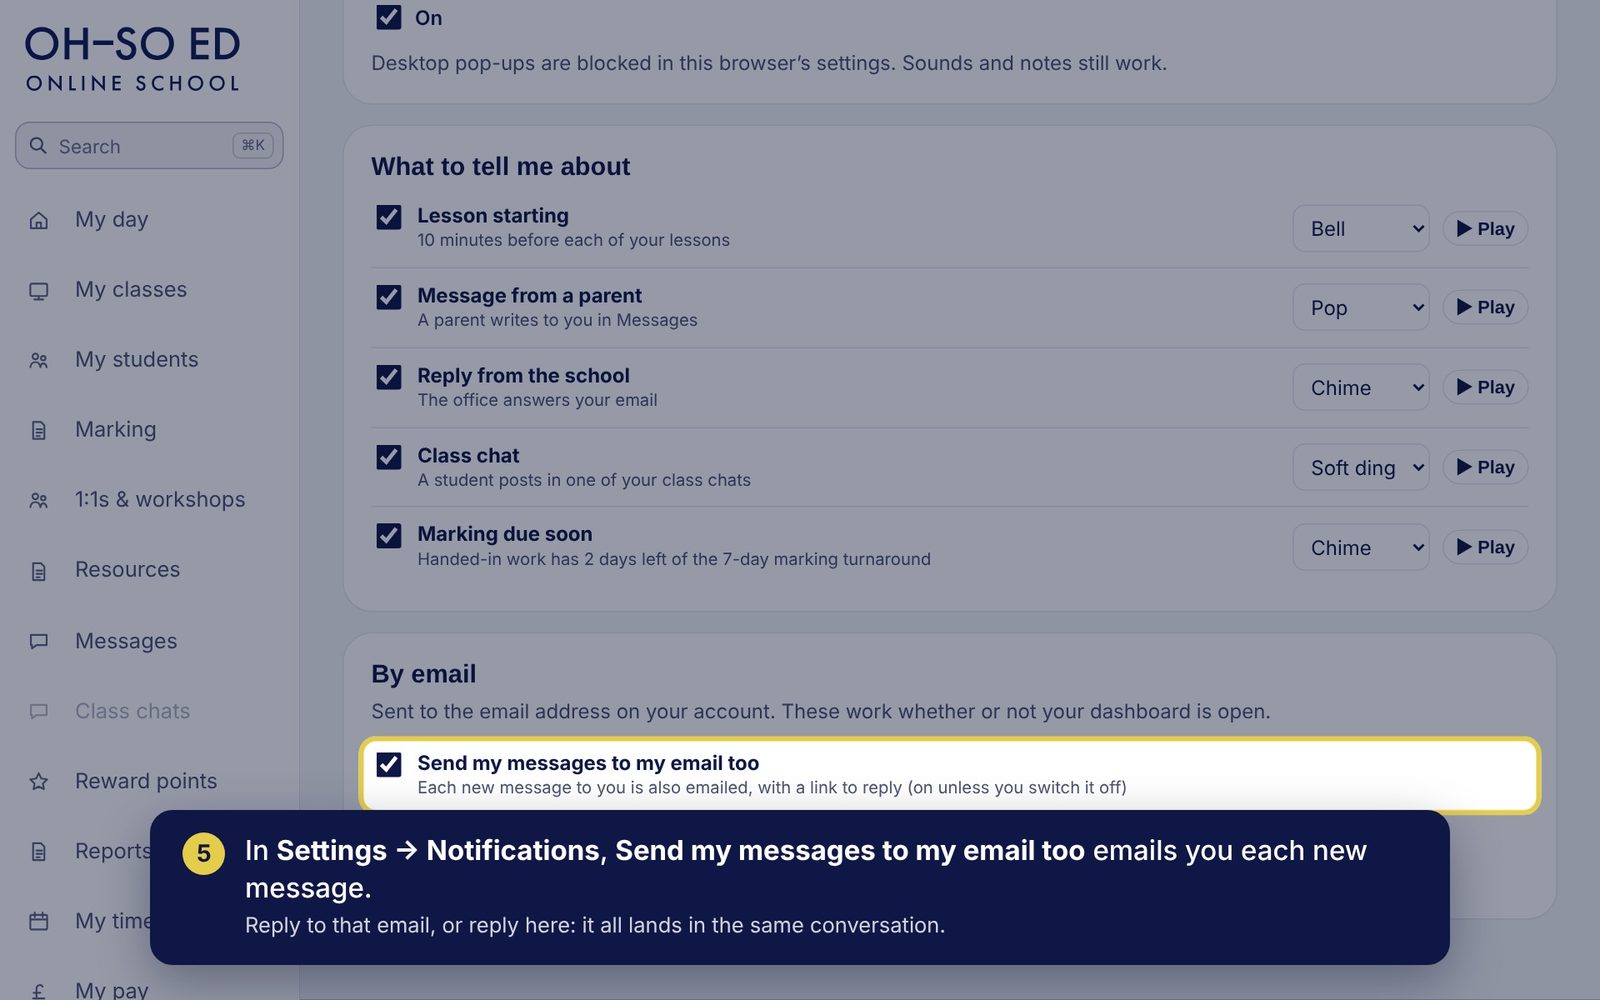 OH–SO ED
ONLINE SCHOOL
Search
⌘K
My day
My classes
My students
Marking
1:1s & workshops
Resources
Messages
Class chats
Reward points
Reports
My time
My pay
On
Desktop pop-ups are blocked in this browser’s settings. Sounds and notes still work.
What to tell me about
Lesson starting
10 minutes before each of your lessons
Bell
Play
Message from a parent
A parent writes to you in Messages
Pop
Play
Reply from the school
The office answers your email
Chime
Play
Class chat
A student posts in one of your class chats
Soft ding
Play
Marking due soon
Handed-in work has 2 days left of the 7-day marking turnaround
Chime
Play
By email
Sent to the email address on your account. These work whether or not your dashboard is open.
Send my messages to my email too
Each new message to you is also emailed, with a link to reply (on unless you switch it off)
5
In Settings → Notifications, Send my messages to my email too emails you each new
message.
Reply to that email, or reply here: it all lands in the same conversation.